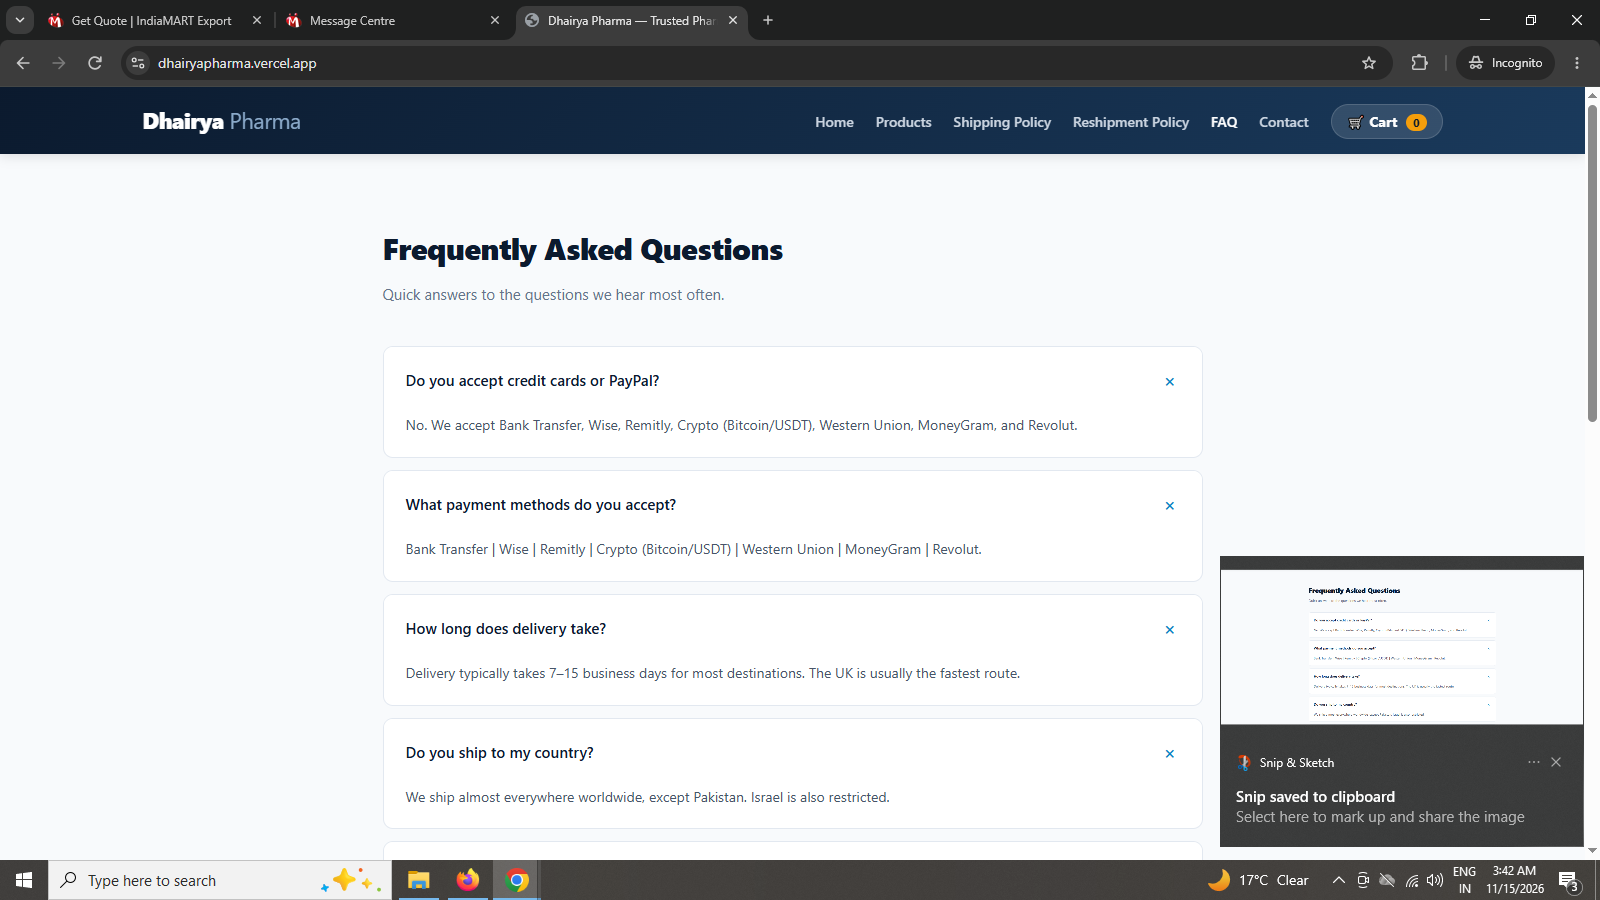 Get Quote | IndiaMART Export
Message Centre
Dhairya Pharma — Trusted Phar
dhairyapharma.vercel.app
Incognito
Dhairya Pharma
Home
Products
Shipping Policy
Reshipment Policy
FAQ
Contact
Cart 0
Frequently Asked Questions
Quick answers to the questions we hear most often.
Do you accept credit cards or PayPal?
No. We accept Bank Transfer, Wise, Remitly, Crypto (Bitcoin/USDT), Western Union, MoneyGram, and Revolut.
What payment methods do you accept?
Bank Transfer | Wise | Remitly | Crypto (Bitcoin/USDT) | Western Union | MoneyGram | Revolut.
How long does delivery take?
Delivery typically takes 7–15 business days for most destinations. The UK is usually the fastest route.
Do you ship to my country?
We ship almost everywhere worldwide, except Pakistan. Israel is also restricted.
Frequently Asked Questions
Snip & Sketch
Snip saved to clipboard
Select here to mark up and share the image
Type here to search
17°C Clear
ENG
IN
3:42 AM
11/15/2026
3